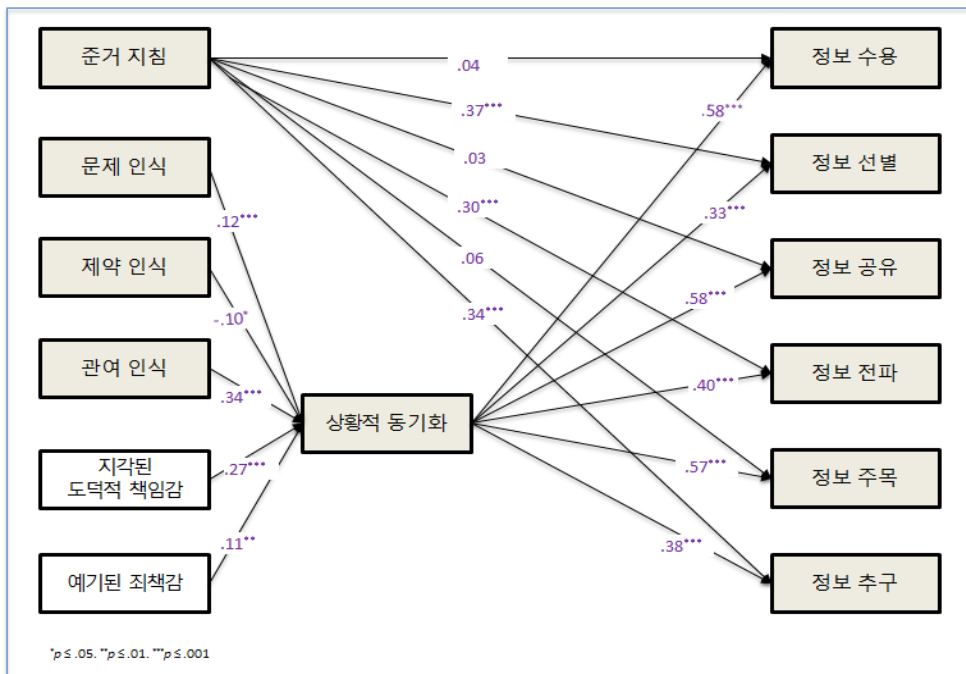 준거 지침
정보 수용
.04
.58***
.37***
문제 인식
정보 선별
.03
.30***
.33***
.12***
제약 인식
.06
정보 공유
.58***
.34***
-.10*
관여 인식
정보 전파
.40***
.34***
상황적 동기화
지각된
도덕적 책임감
.27***
.57***
정보 주목
.11**
.38***
예기된 죄책감
정보 추구
*p ≤ .05. **p ≤ .01. ***p ≤ .001